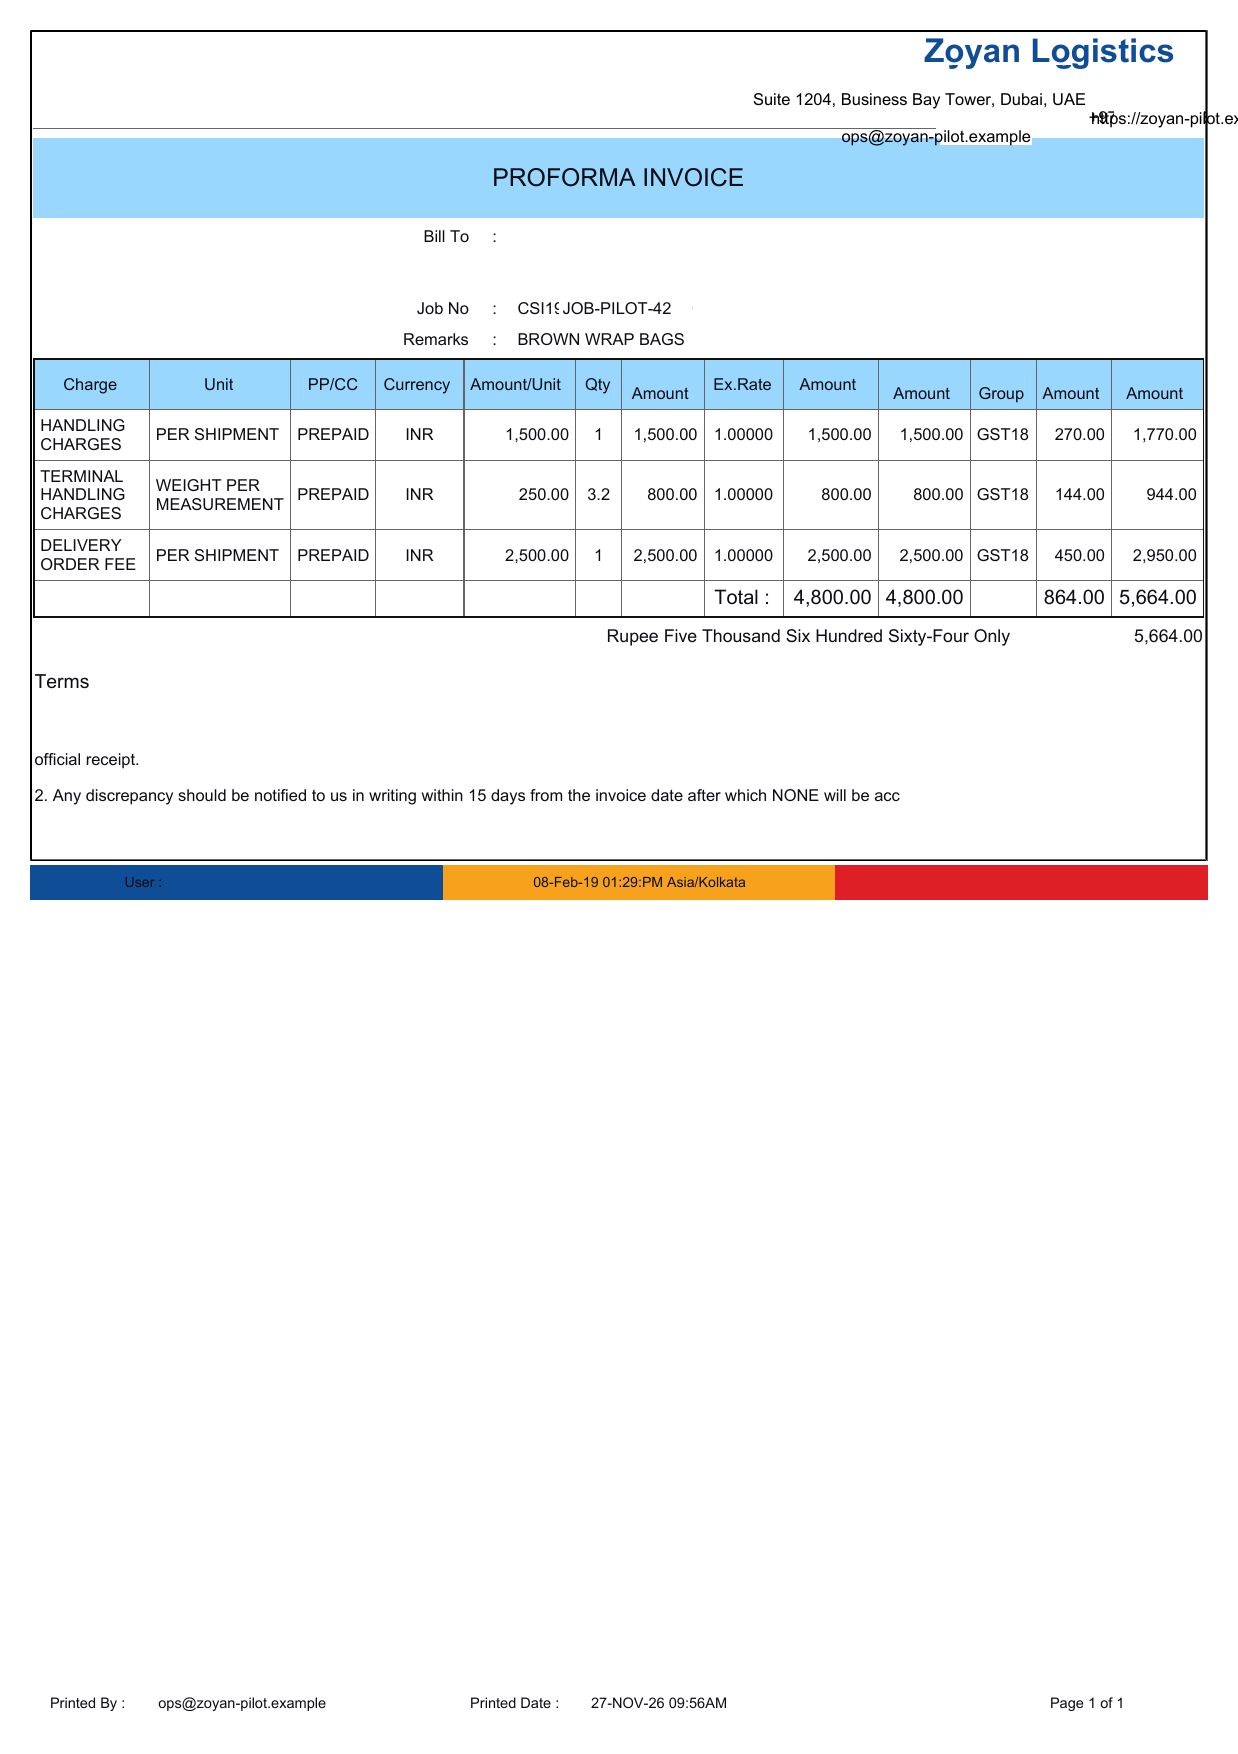 Zoyan Logistics
Suite 1204, Business Bay Tower, Dubai, UAE
https://zoyan-pilot.ex
ops@zoyan-pilot.example
PROFORMA INVOICE
Bill To :
Job No : CSI19 JOB-PILOT-42
Remarks : BROWN WRAP BAGS
Charge Unit PP/CC Currency Amount/Unit Qty Amount Ex.Rate Amount Amount Group Amount Amount
HANDLING CHARGES PER SHIPMENT PREPAID INR 1,500.00 1 1,500.00 1.00000 1,500.00 1,500.00 GST18 270.00 1,770.00
TERMINAL HANDLING CHARGES WEIGHT PER MEASUREMENT PREPAID INR 250.00 3.2 800.00 1.00000 800.00 800.00 GST18 144.00 944.00
DELIVERY ORDER FEE PER SHIPMENT PREPAID INR 2,500.00 1 2,500.00 1.00000 2,500.00 2,500.00 GST18 450.00 2,950.00
Total : 4,800.00 4,800.00 864.00 5,664.00
Rupee Five Thousand Six Hundred Sixty-Four Only 5,664.00
Terms
official receipt.
2. Any discrepancy should be notified to us in writing within 15 days from the invoice date after which NONE will be acc
User : 08-Feb-19 01:29:PM Asia/Kolkata
Printed By : ops@zoyan-pilot.example Printed Date : 27-NOV-26 09:56AM Page 1 of 1